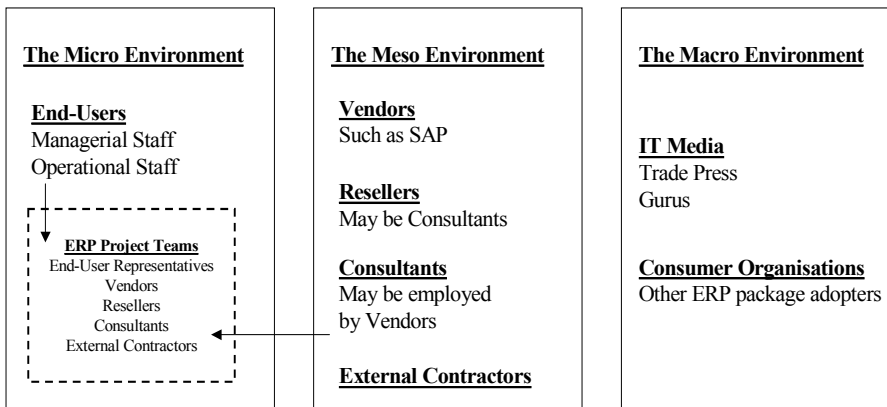 The Micro Environment
End-Users
Managerial Staff
Operational Staff
ERP Project Teams
End-User Representatives
Vendors
Resellers
Consultants
External Contractors
The Meso Environment
Vendors
Such as SAP
Resellers
May be Consultants
Consultants
May be employed
by Vendors
External Contractors
The Macro Environment
IT Media
Trade Press
Gurus
Consumer Organisations
Other ERP package adopters